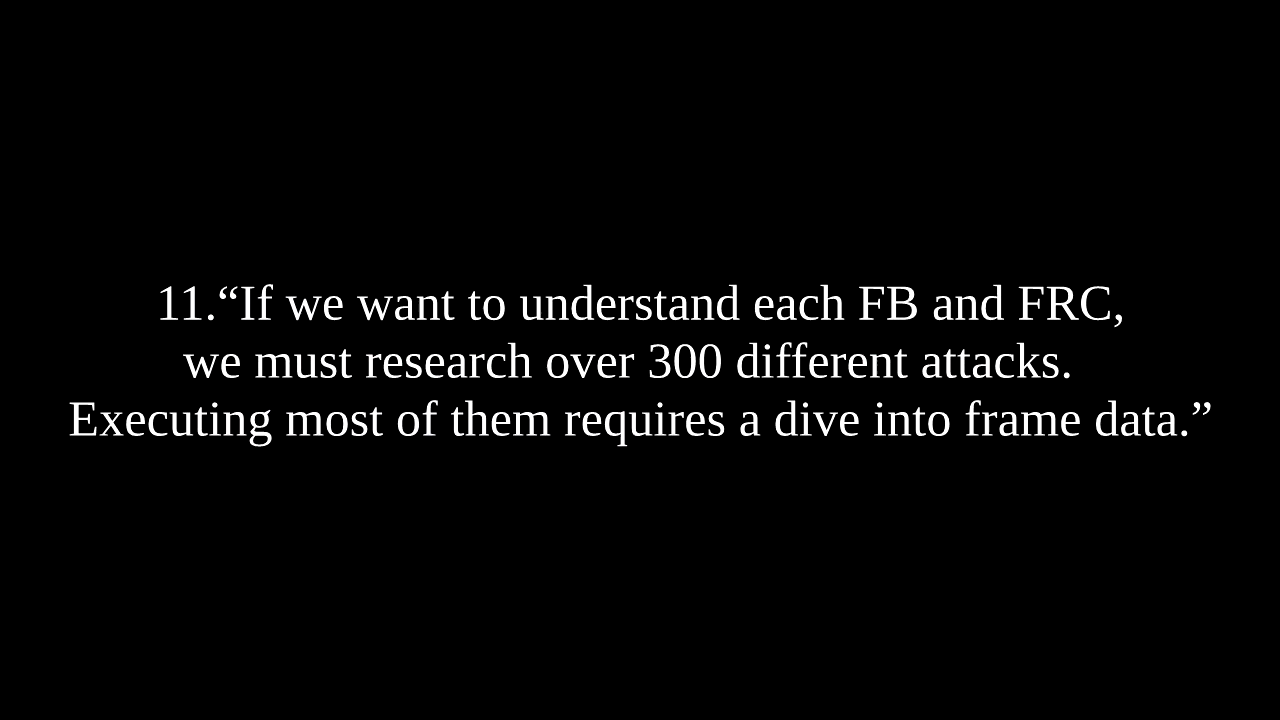 11.“If we want to understand each FB and FRC,
we must research over 300 different attacks.
Executing most of them requires a dive into frame data.”